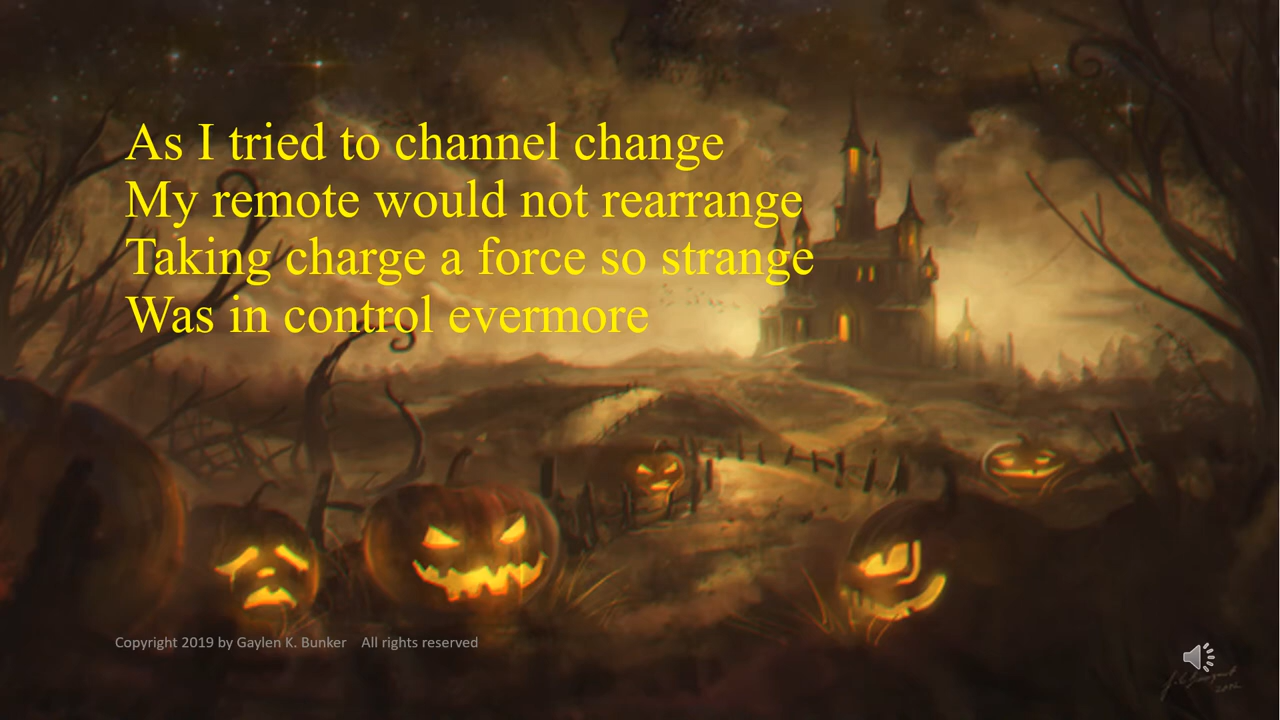 As I tried to channel change
My remote would not rearrange
Taking charge a force so strange
Was in control evermore
Copyright 2019 by Gaylen K. Bunker All rights reserved